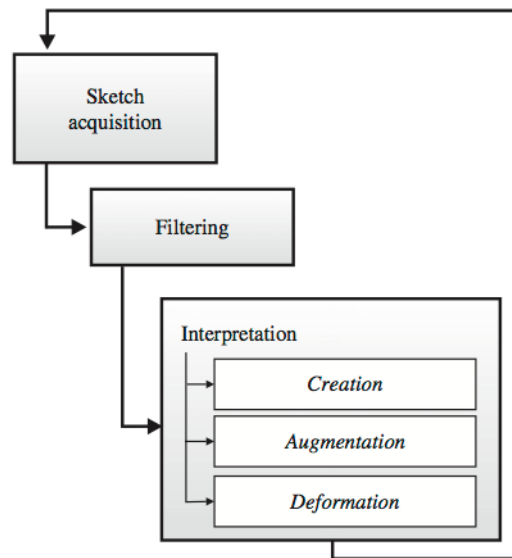 Sketch
acquisition
Filtering
Interpretation
Creation
Augmentation
Deformation